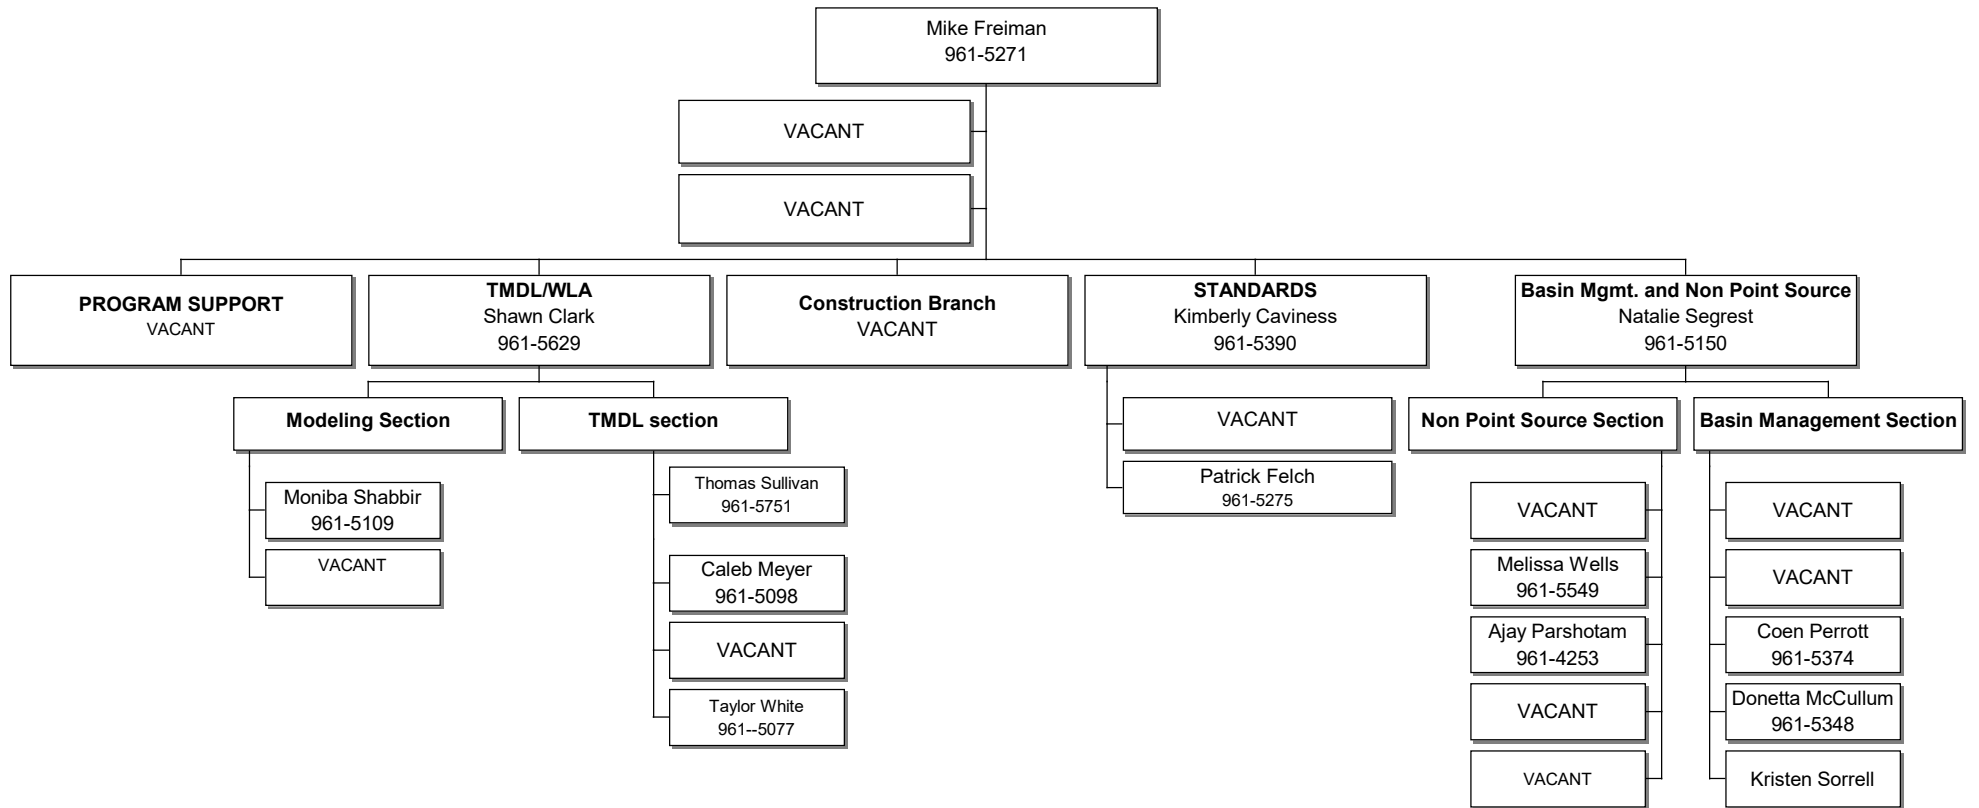 Mike Freiman
961-5271
VACANT
VACANT
PROGRAM SUPPORT
VACANT
TMDL/WLA
Shawn Clark
961-5629
Construction Branch
VACANT
STANDARDS
Kimberly Caviness
961-5390
Basin Mgmt. and Non Point Source
Natalie Segrest
961-5150
Modeling Section
Moniba Shabbir
961-5109
VACANT
TMDL section
Thomas Sullivan
961-5751
Caleb Meyer
961-5098
VACANT
Taylor White
961--5077
VACANT
Patrick Felch
961-5275
Non Point Source Section
VACANT
Melissa Wells
961-5549
Ajay Parshotam
961-4253
VACANT
VACANT
Basin Management Section
VACANT
VACANT
Coen Perrott
961-5374
Donetta McCullum
961-5348
Kristen Sorrell